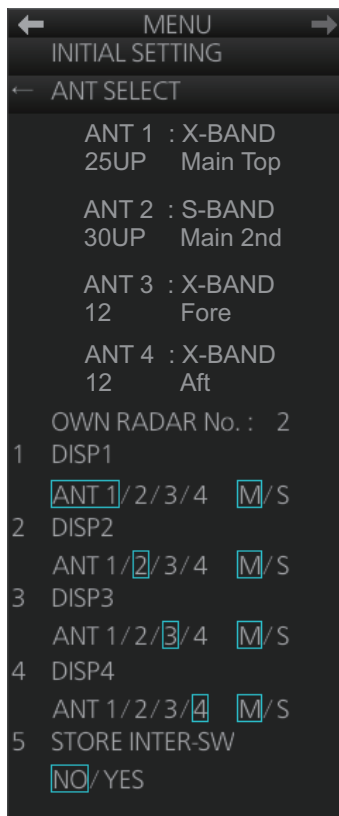 ← MENU →
INITIAL SETTING
← ANT SELECT
ANT 1 : X-BAND
25UP Main Top
ANT 2 : S-BAND
30UP Main 2nd
ANT 3 : X-BAND
12 Fore
ANT 4 : X-BAND
12 Aft
OWN RADAR No. : 2
1 DISP1
ANT 1/2/3/4 M/S
2 DISP2
ANT 1/2/3/4 M/S
3 DISP3
ANT 1/2/3/4 M/S
4 DISP4
ANT 1/2/3/4 M/S
5 STORE INTER-SW
NO/YES